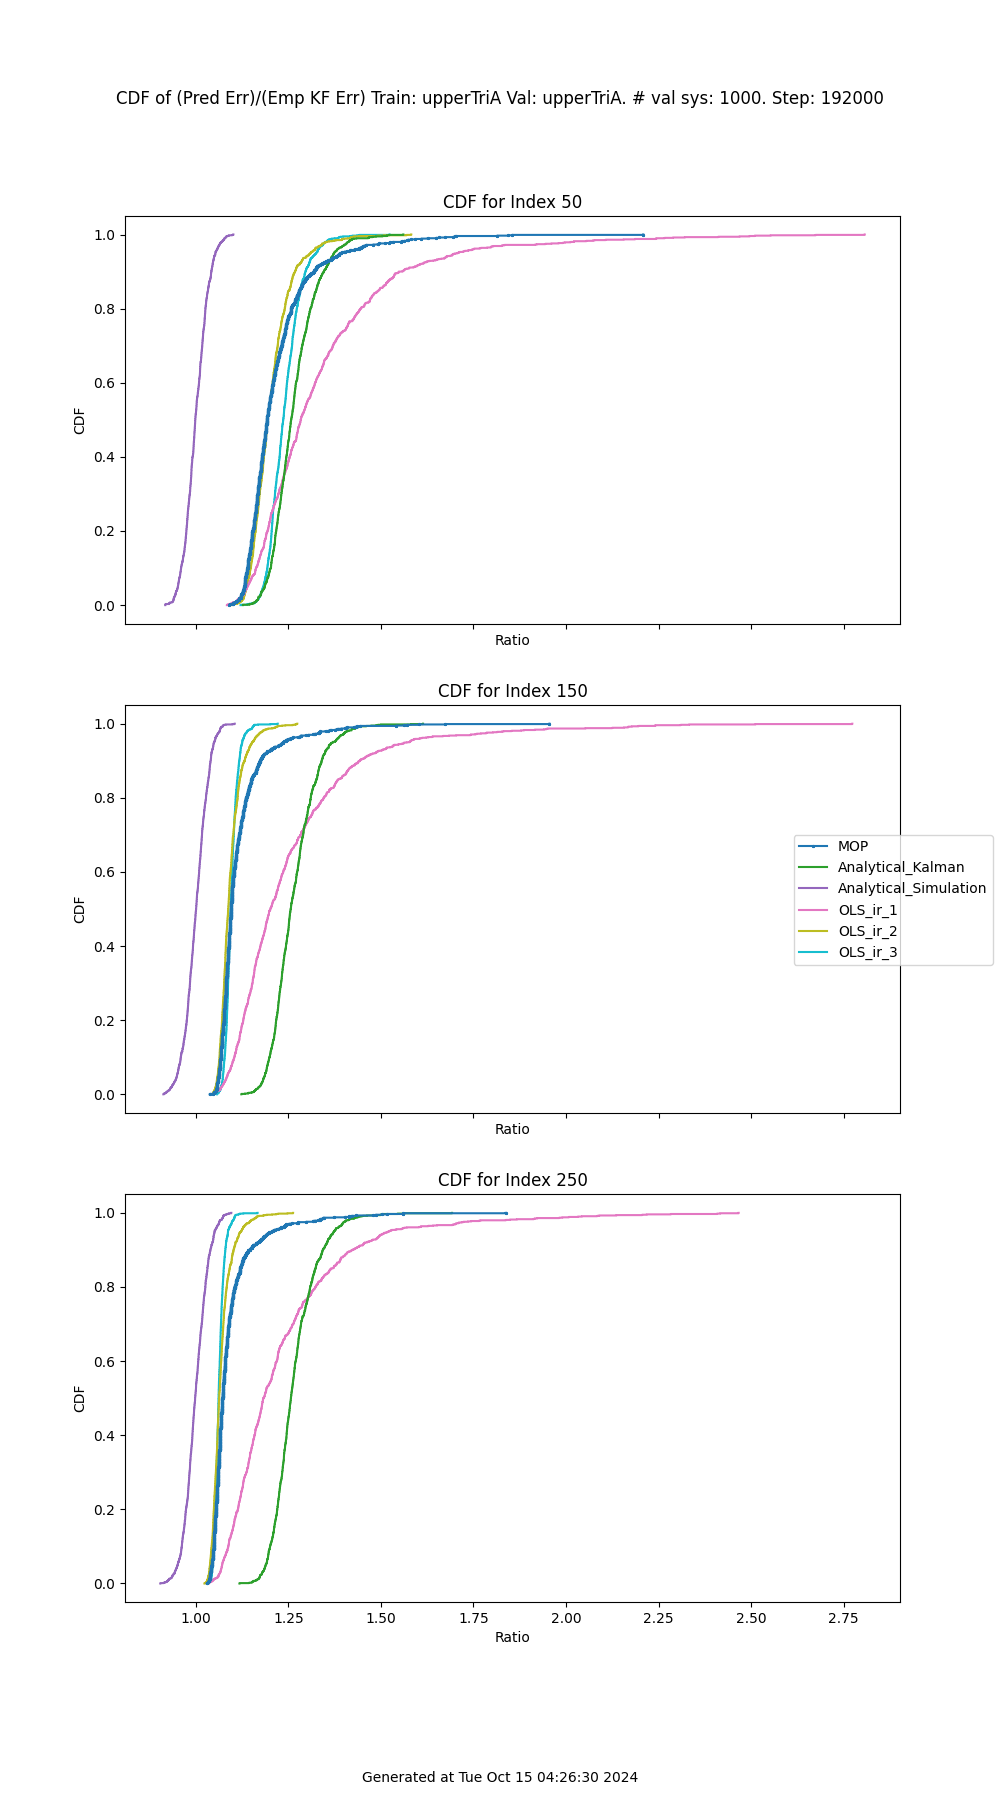 CDF of (Pred Err)/(Emp KF Err) Train: upperTriA Val: upperTriA. # val sys: 1000. Step: 192000
CDF for Index 50
1.0
0.8
0.6
0.4
0.2
0.0
CDF
Ratio
CDF for Index 150
1.0
0.8
0.6
0.4
0.2
0.0
CDF
Ratio
MOP
Analytical_Kalman
Analytical_Simulation
OLS_ir_1
OLS_ir_2
OLS_ir_3
CDF for Index 250
1.0
0.8
0.6
0.4
0.2
0.0
CDF
1.00 1.25 1.50 1.75 2.00 2.25 2.50 2.75
Ratio
Generated at Tue Oct 15 04:26:30 2024